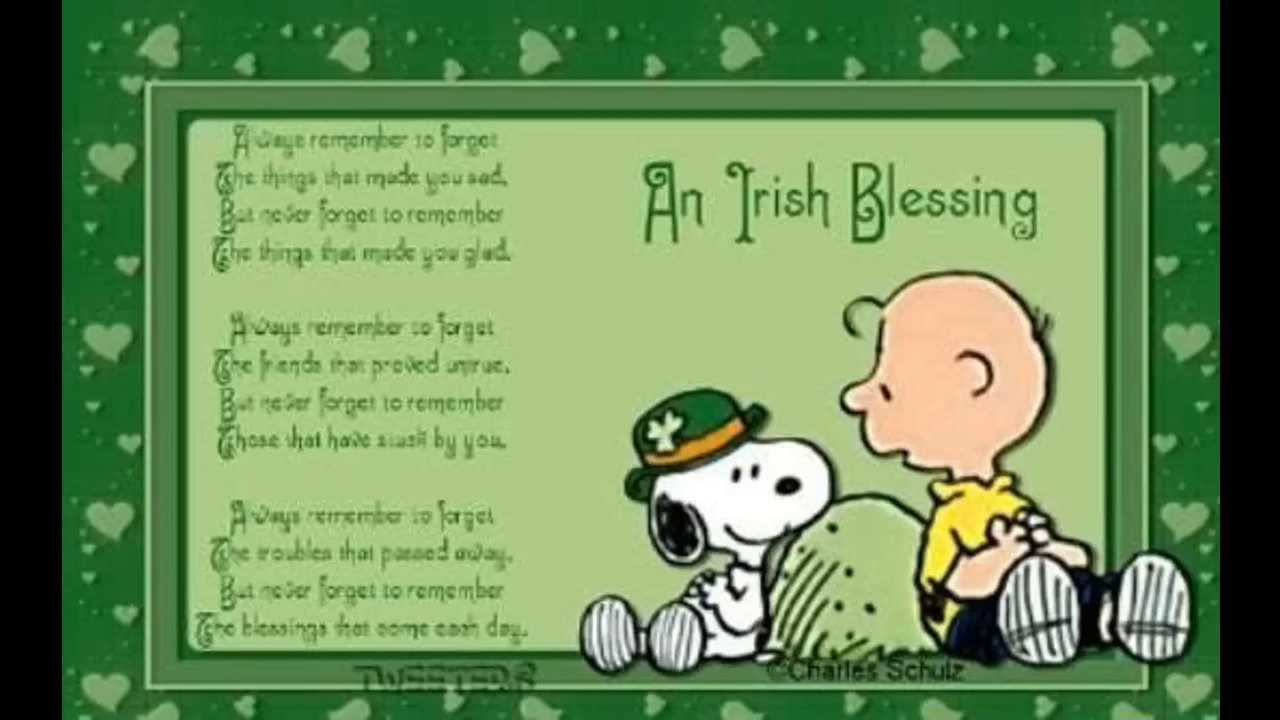 Always remember to forget
The things that made you sad,
But never forget to remember
The things that made you glad.
Always remember to forget
The friends that proved untrue.
But never forget to remember
Those that have stuck by you.
Always remember to forget
The troubles that passed away.
But never forget to remember
The blessings that come each day.
An Irish Blessing
TWEETERS
©Charles Schulz